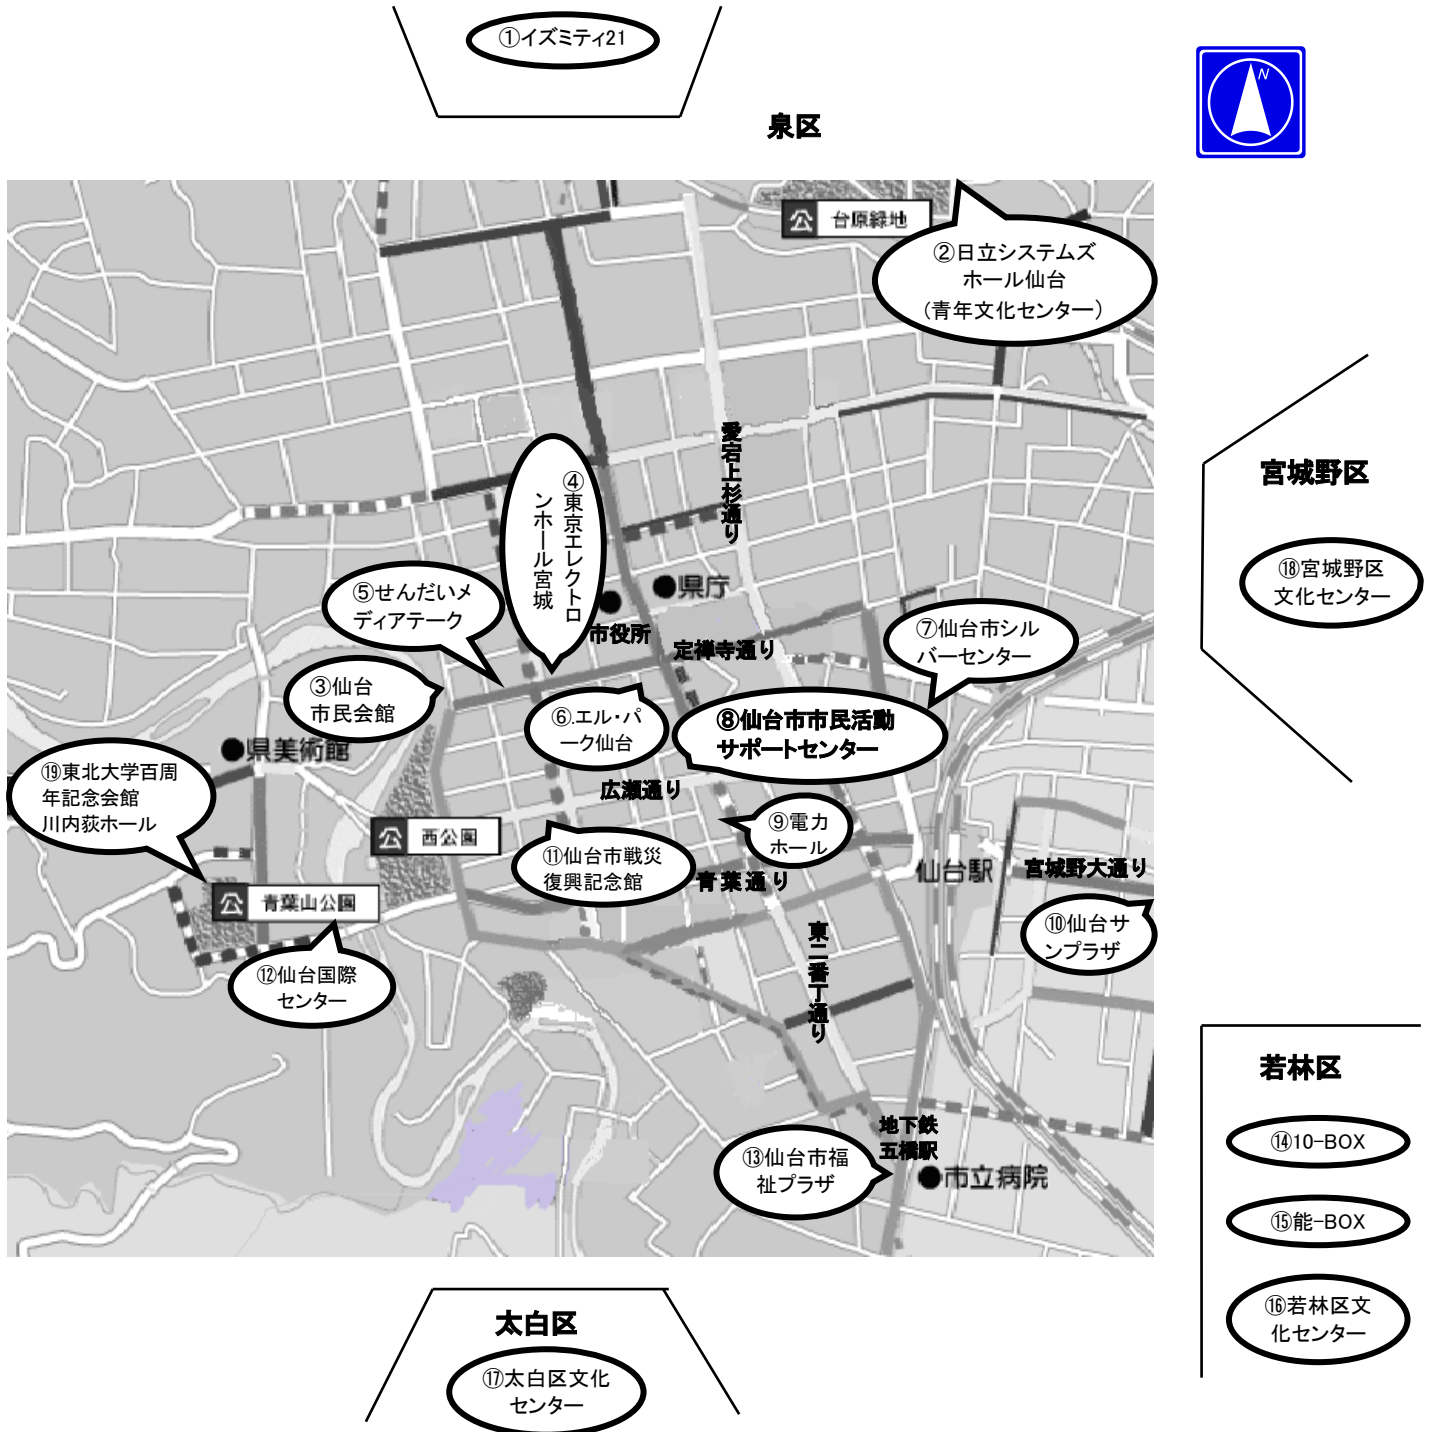 ①イズミティ21
N
泉区
台原緑地
②日立システムズ
ホール仙台
(青年文化センター)
愛宕上杉通り
宮城野区
④東京エレクトロ
ンホール宮城
⑱宮城野区
文化センター
⑤せんだいメ
ディアテーク
県庁
市役所
定禅寺通り
⑦仙台市シル
バーセンター
③仙台
市民会館
⑥.エル・パ
ーク仙台
⑧仙台市市民活動
サポートセンター
県美術館
⑲東北大学百周
年記念会館
川内萩ホール
広瀬通り
西公園
⑨電力
ホール
⑪仙台市戦災
復興記念館
青葉通り
仙台駅
宮城野大通り
青葉山公園
⑩仙台サ
ンプラザ
東二番丁通り
⑫仙台国際
センター
若林区
地下鉄
五橋駅
⑭10-BOX
⑬仙台市福
祉プラザ
市立病院
⑮能-BOX
⑯若林区文
化センター
太白区
⑰太白区文化
センター